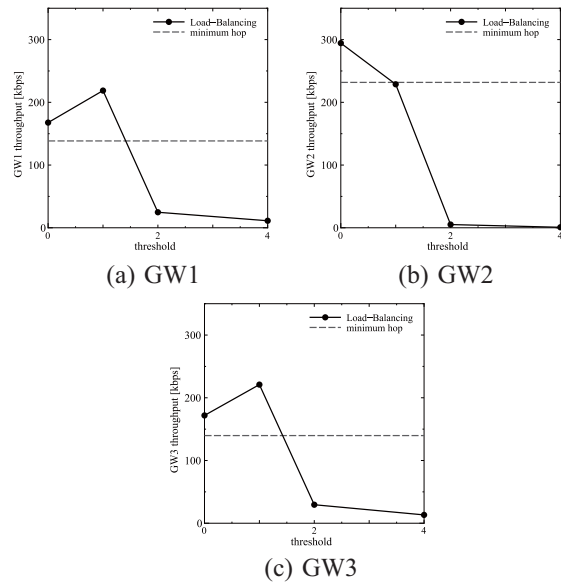 Load−Balancing
minimum hop
GW1 throughput [kbps]
300
200
100
0
0
2
4
threshold
(a) GW1
Load−Balancing
minimum hop
GW2 throughput [kbps]
300
200
100
0
0
2
4
threshold
(b) GW2
Load−Balancing
minimum hop
GW3 throughput [kbps]
300
200
100
0
0
2
4
threshold
(c) GW3